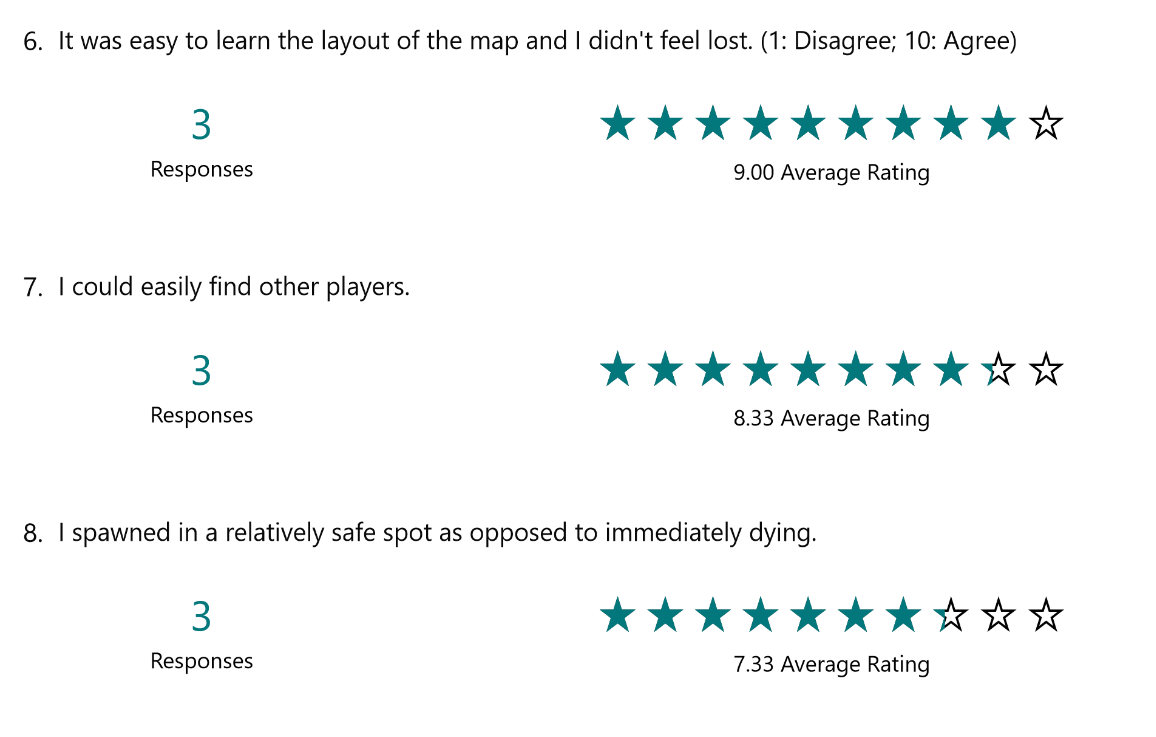 6. It was easy to learn the layout of the map and I didn't feel lost. (1: Disagree; 10: Agree)
3
Responses
9.00 Average Rating
7. I could easily find other players.
3
Responses
8.33 Average Rating
8. I spawned in a relatively safe spot as opposed to immediately dying.
3
Responses
7.33 Average Rating